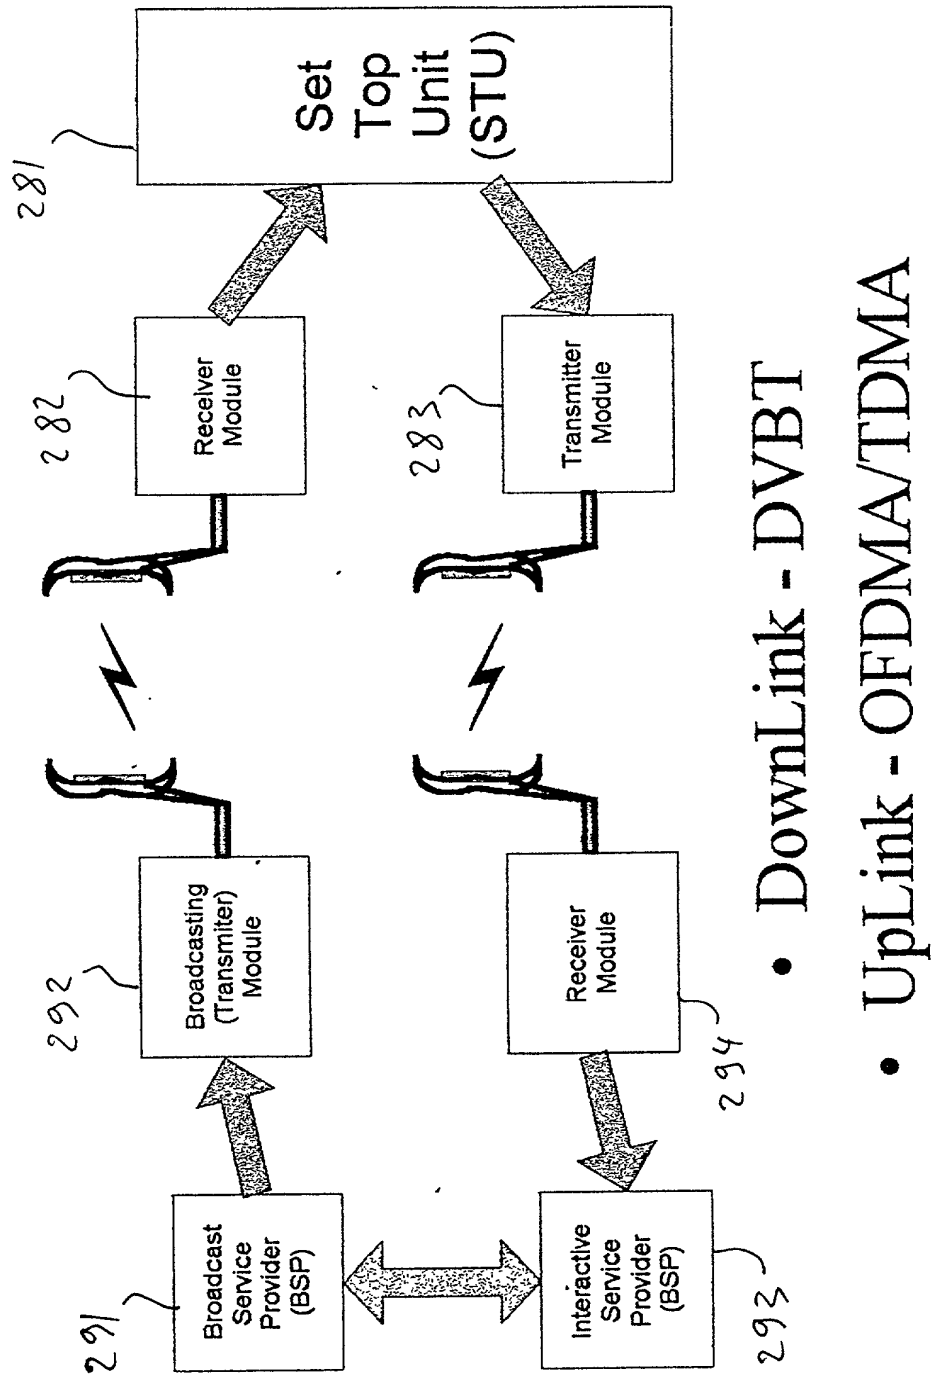 291
Broadcast
Service
Provider
(BSP)
292
Broadcasting
(Transmiter)
Module
282
Receiver
Module
281
Set
Top
Unit
(STU)
Interactive
Service
Provider
(BSP)
293
Receiver
Module
294
283
Transmitter
Module
• DownLink - DVBT
• UpLink - OFDMA/TDMA